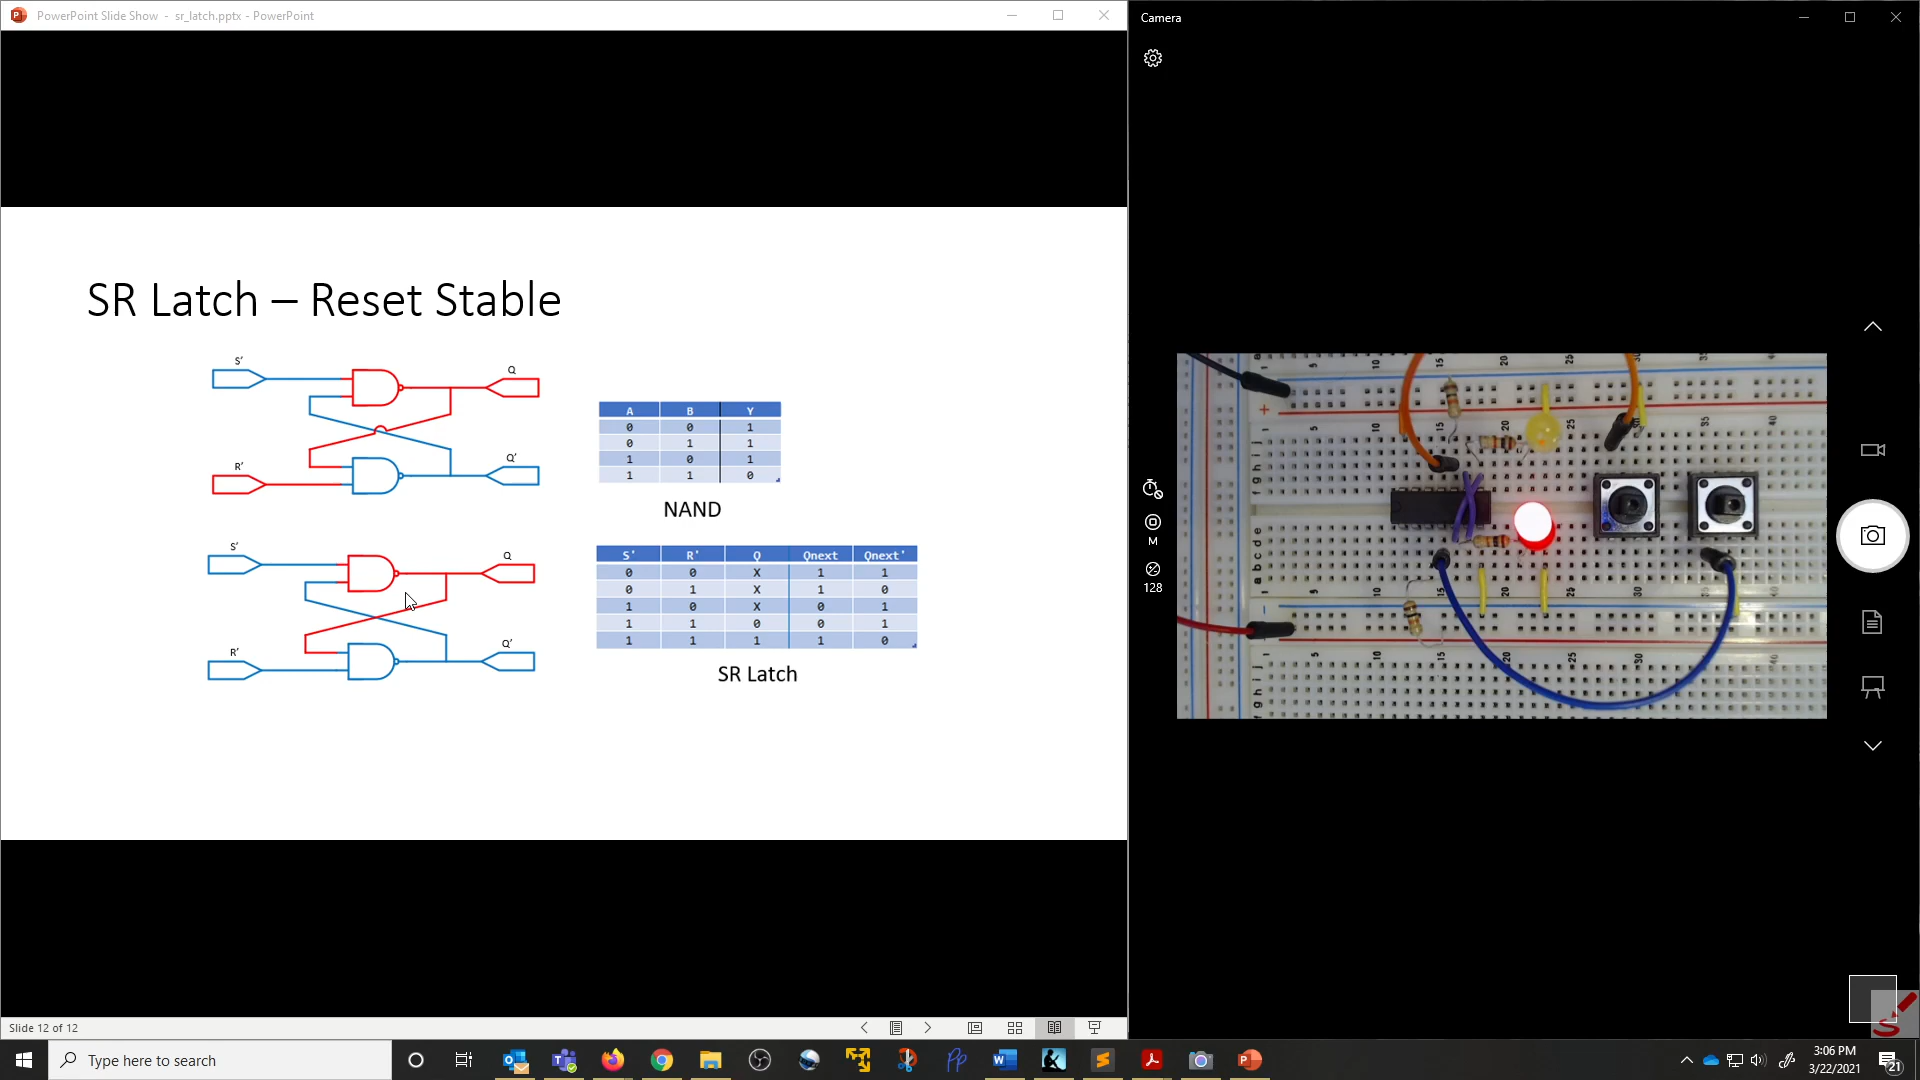 PowerPoint Slide Show - sr_latch.pptx - PowerPoint
Camera
SR Latch – Reset Stable
S'
Q
R'
Q'
S'
Q
R'
Q'
A B Y
0 0 1
0 1 1
1 0 1
1 1 0
NAND
S' R' Q Qnext Qnext'
0 0 X 1 1
0 1 X 1 0
1 0 X 0 1
1 1 0 0 1
1 1 1 1 0
SR Latch
M
128
Slide 12 of 12
Type here to search
3:06 PM
3/22/2021
21